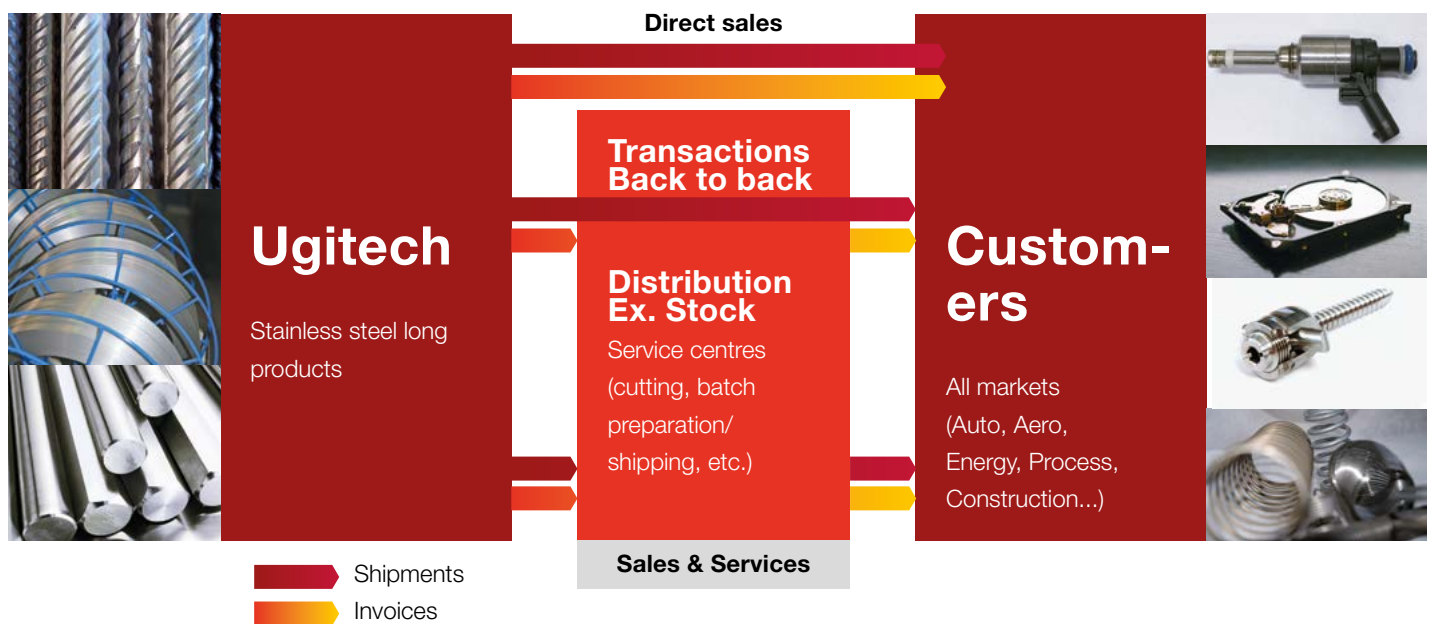 Direct sales
Transactions
Back to back
Ugitech
Stainless steel long
products
Distribution
Ex. Stock
Service centres
(cutting, batch
preparation/
shipping, etc.)
Custom-
ers
All markets
(Auto, Aero,
Energy, Process,
Construction...)
Sales & Services
Shipments
Invoices